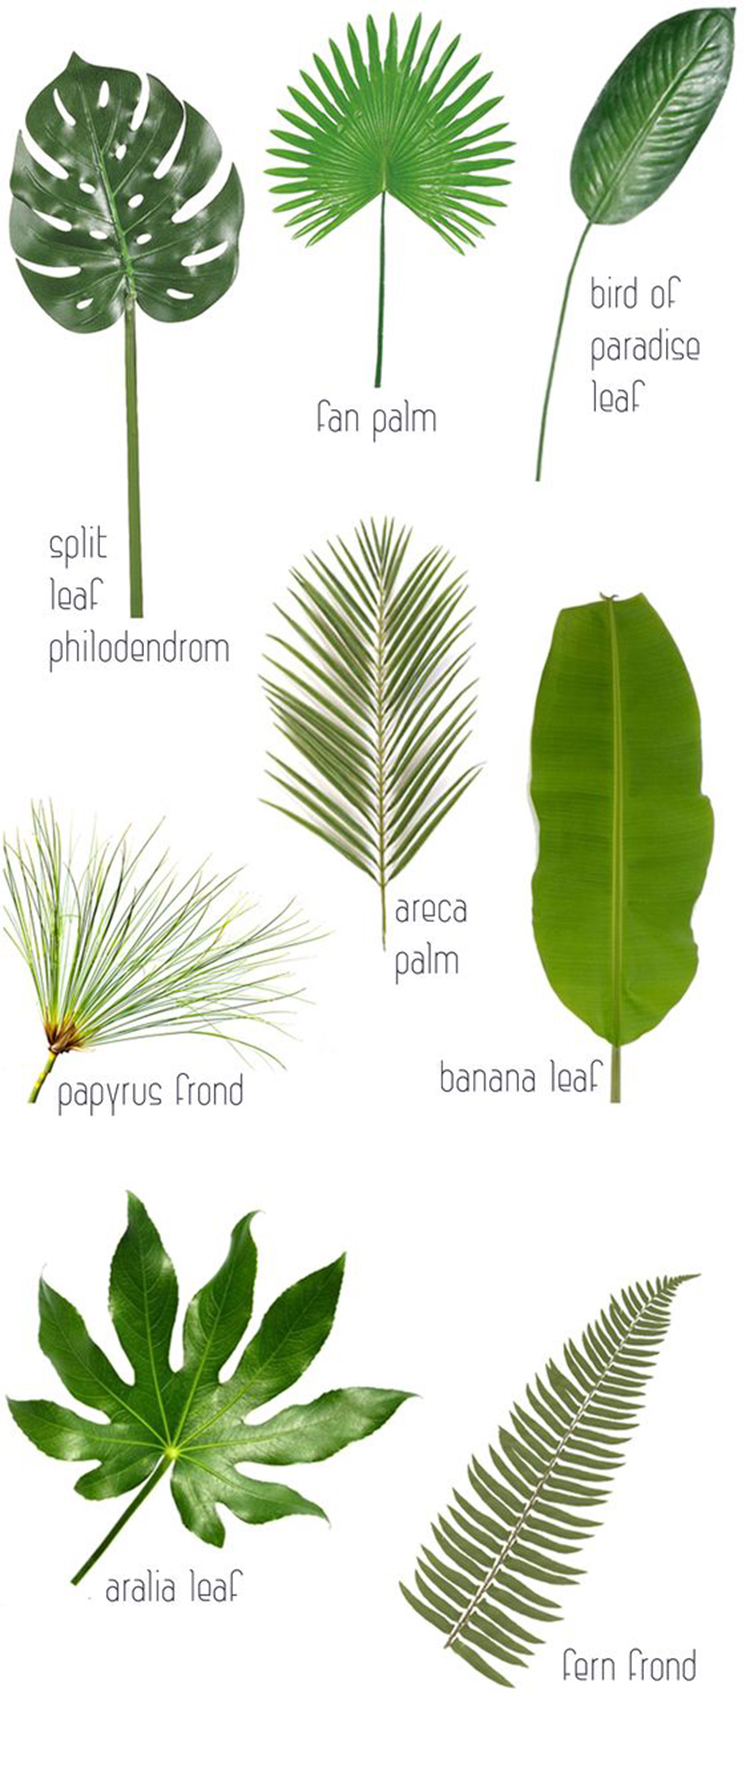 fan palm
bird of
paradise
leaf
split
leaf
philodendrom
areca
palm
papyrus frond
banana leaf
aralia leaf
fern frond